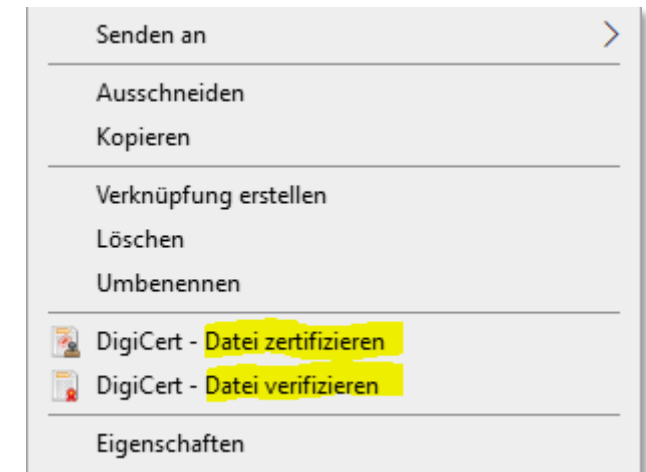 Senden an
Ausschneiden
Kopieren
Verknüpfung erstellen
Löschen
Umbenennen
DigiCert - Datei zertifizieren
DigiCert - Datei verifizieren
Eigenschaften